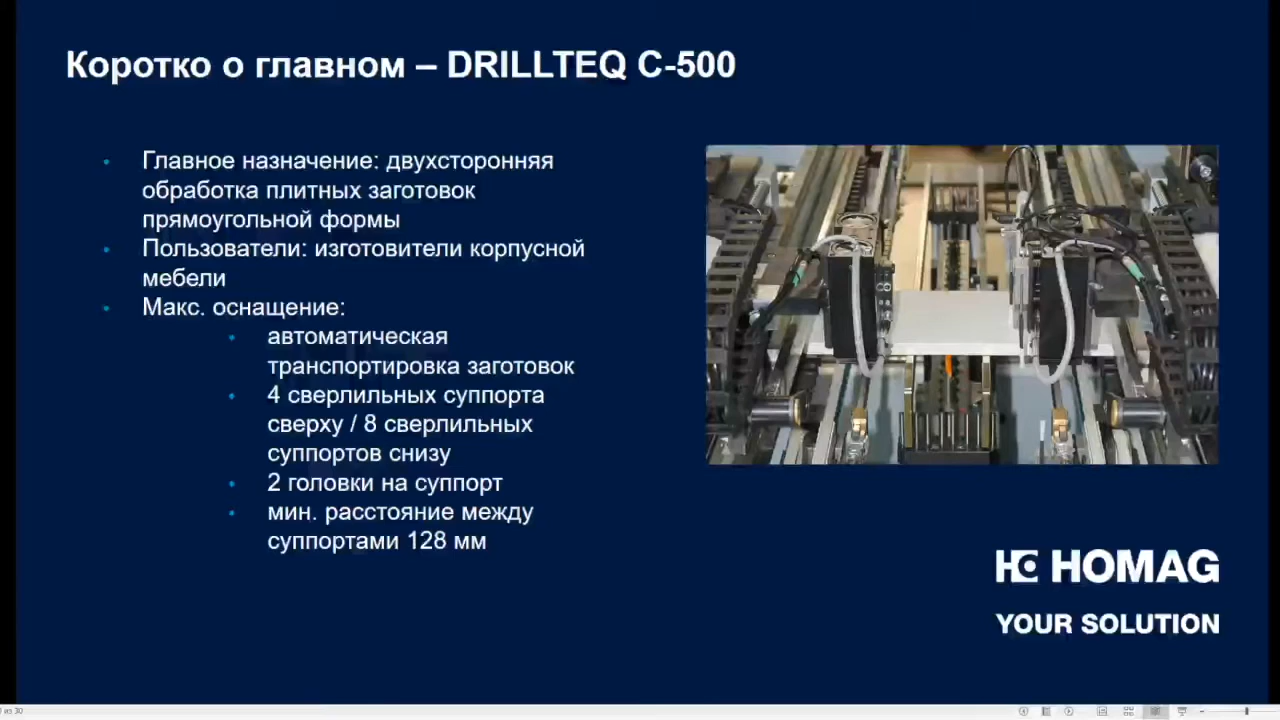 Коротко о главном – DRILLTEQ C-500
Главное назначение: двухсторонняя
обработка плитных заготовок
прямоугольной формы
Пользователи: изготовители корпусной
мебели
Макс. оснащение:
автоматическая
транспортировка заготовок
4 сверлильных суппорта
сверху / 8 сверлильных
суппортов снизу
2 головки на суппорт
мин. расстояние между
суппортами 128 мм
HOMAG
YOUR SOLUTION
из 30